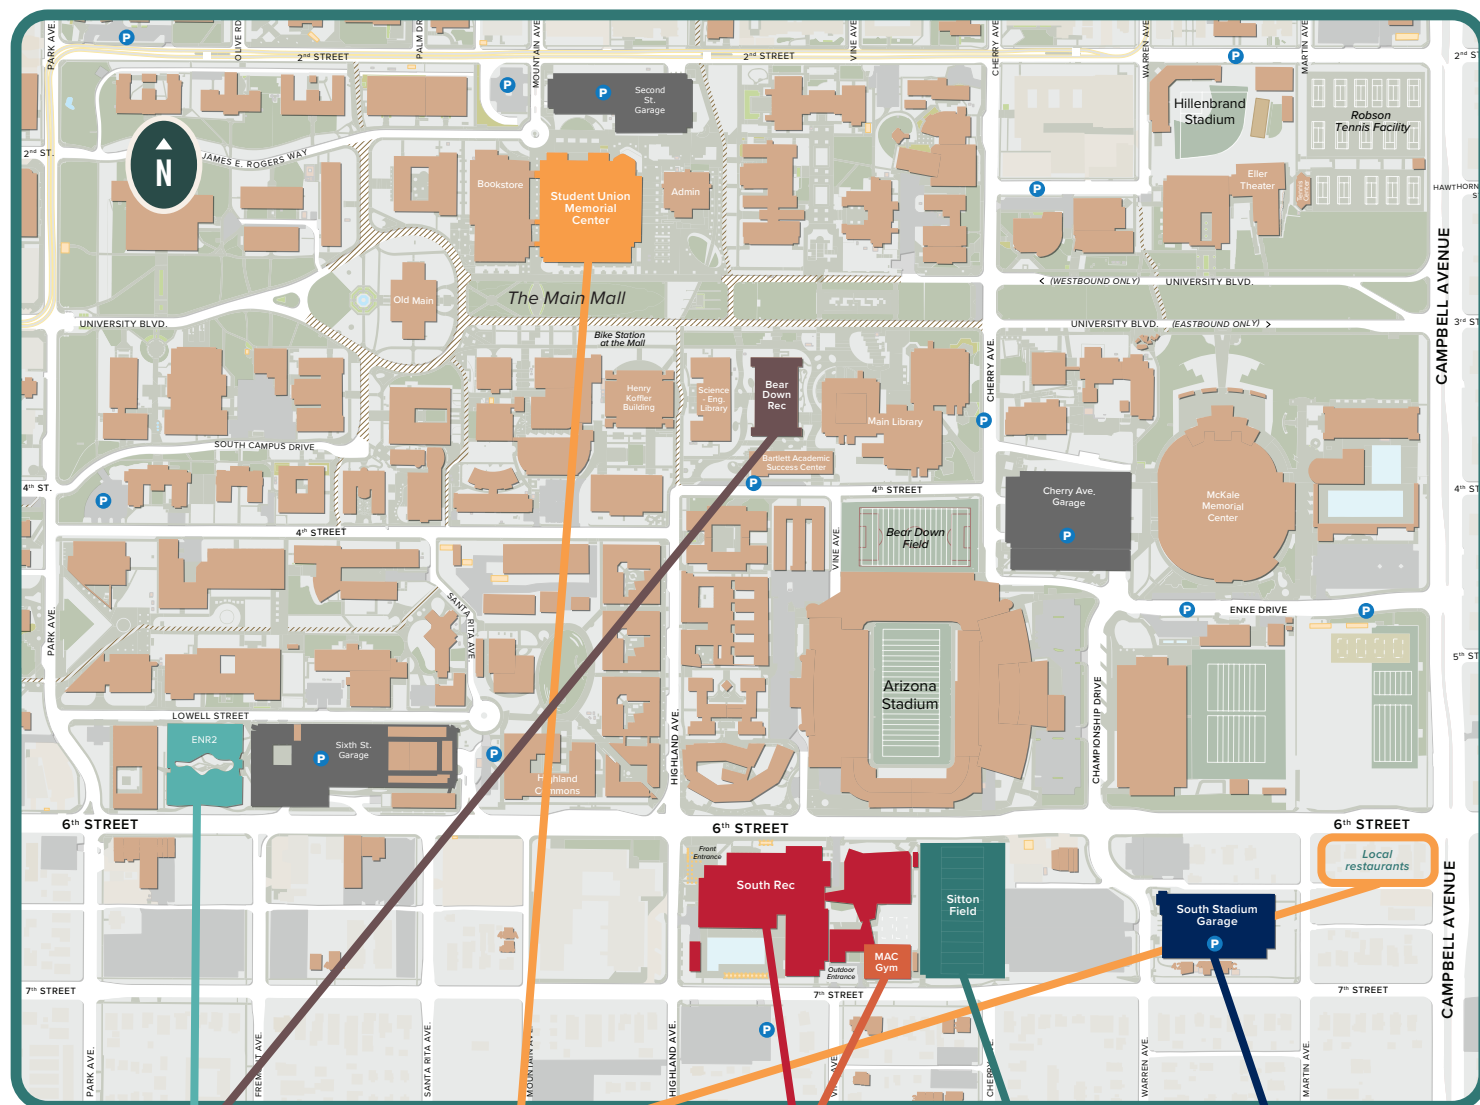 PARK AVE.
P
OLIVE RD
2nd STREET
PALM DR
MOUNTAIN AVE
2nd STREET
VINE AVE
CHERRY AVE
WARREN AVE
P
MARTIN AVE
2nd ST
P
P
Second
St.
Garage
Hillenbrand
Stadium
Robson
Tennis Facility
2nd ST.
N
JAMES E. ROGERS WAY
Bookstore
Student Union
Memorial
Center
Admin
P
Eller
Theater
HAWTHORN
S
CAMPBELL AVENUE
Old Main
The Main Mall
< (WESTBOUND ONLY)
UNIVERSITY BLVD.
UNIVERSITY BLVD.
UNIVERSITY BLVD.
(EASTBOUND ONLY) >
3rd ST
Bike Station
at the Mall
CHERRY AVE.
Henry
Koffler
Building
Science
- Eng.
Library
Bear
Down
Rec
Main Library
P
SOUTH CAMPUS DRIVE
Bartlett Academic
Success Center
P
4th ST.
P
4th STREET
Cherry Ave.
Garage
P
McKale
Memorial
Center
4th ST
4th STREET
VINE AVE.
Bear Down
Field
PARK AVE.
SANTA RITA AVE.
P
ENKE DRIVE
P
5th ST
Arizona
Stadium
CHAMPIONSHIP DRIVE
HIGHLAND AVE.
LOWELL STREET
ENR2
Sixth St.
Garage
P
P
Highland
Commons
6th STREET
6th STREET
6th STREET
Front
Entrance
South Rec
Sitton
Field
Local
restaurants
South Stadium
Garage
P
CAMPBELL AVENUE
MAC
Gym
Outdoor
Entrance
7th STREET
7th STREET
7th STREET
P
PARK AVE.
FREMONT AVE
SANTA RITA AVE.
MOUNTAIN AVE.
HIGHLAND AVE.
CHERRY
WARREN AVE.
MARTIN AVE.